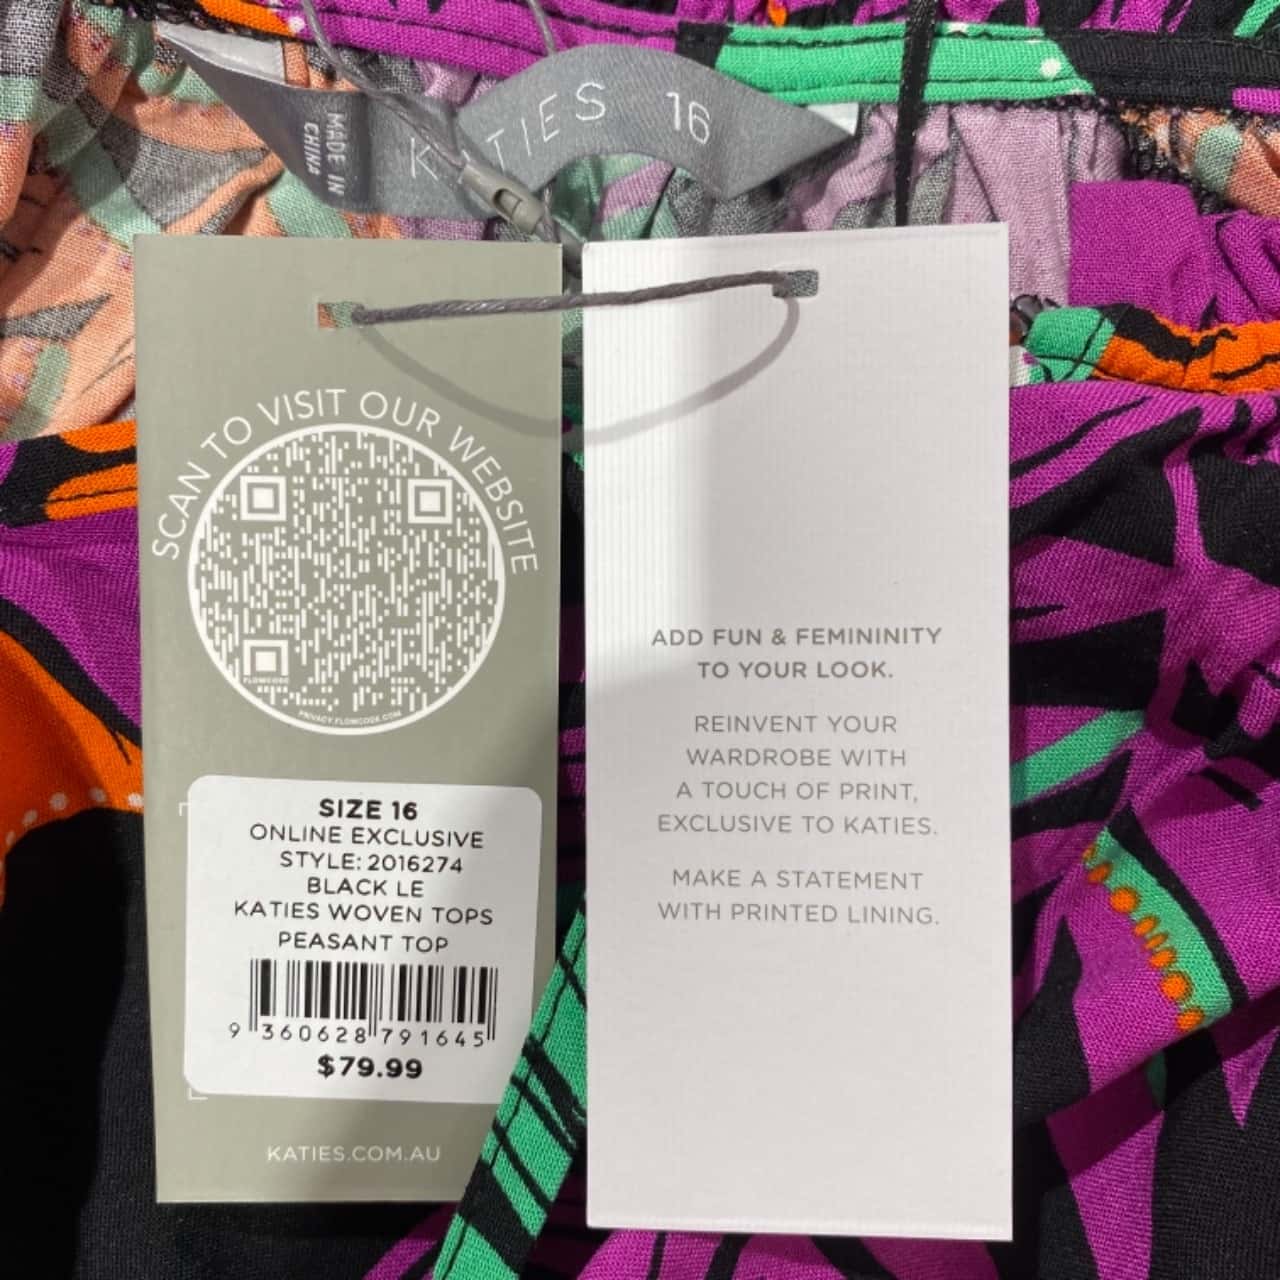 MADE IN
CHINA
KATIES 16
SCAN TO VISIT OUR WEBSITE
FLOWCODE
PRIVACY.FLOWCODE.COM
SIZE 16
ONLINE EXCLUSIVE
STYLE: 2016274
BLACK LE
KATIES WOVEN TOPS
PEASANT TOP
9 360628 791645
$79.99
KATIES.COM.AU
ADD FUN & FEMININITY
TO YOUR LOOK.
REINVENT YOUR
WARDROBE WITH
A TOUCH OF PRINT,
EXCLUSIVE TO KATIES.
MAKE A STATEMENT
WITH PRINTED LINING.